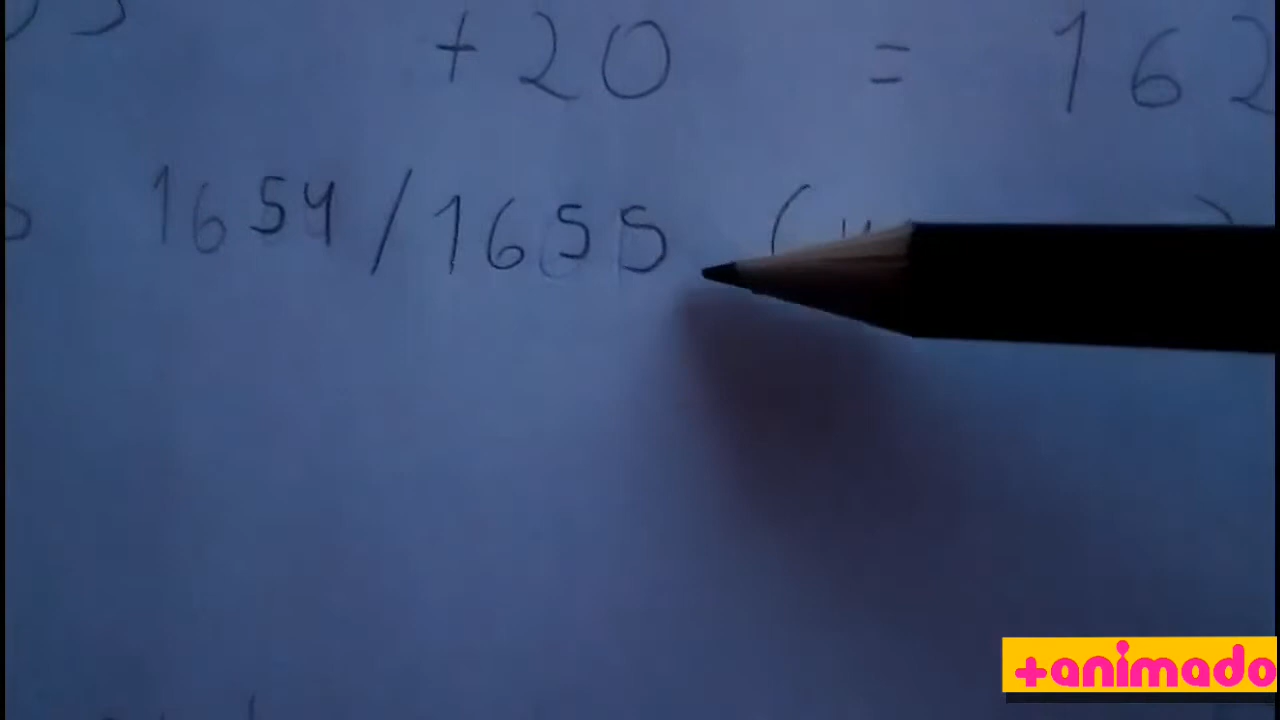 +20 = 162
1654/1655 (
+animado